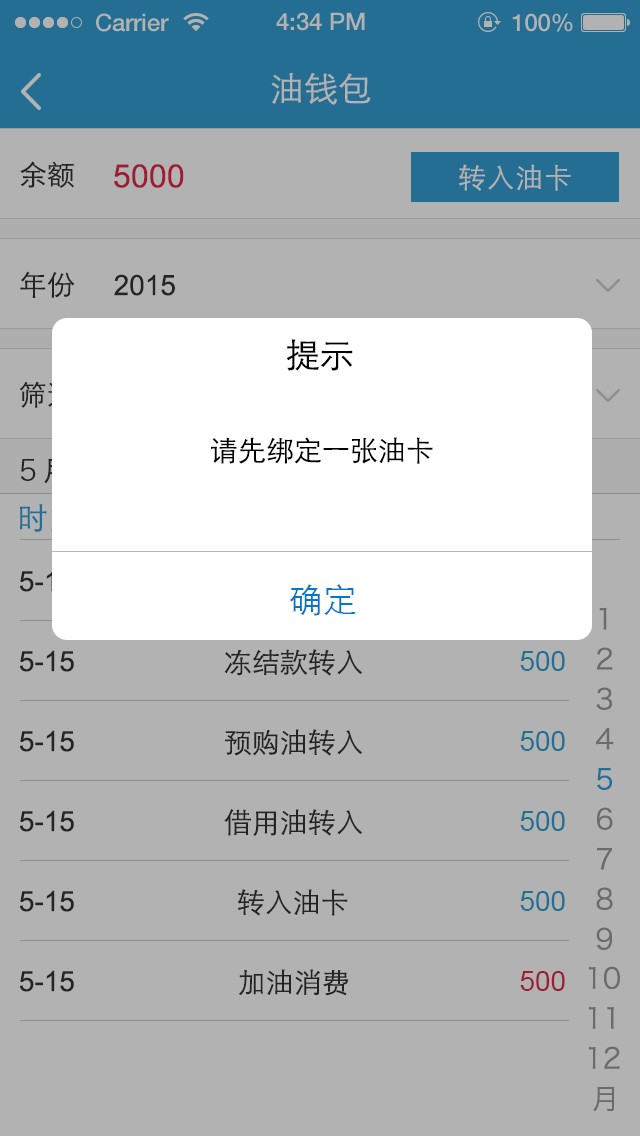 Carrier 4:34 PM 100%
油钱包
余额 5000 转入油卡
年份 2015
筛
提示
请先绑定一张油卡
确定
5
时
5-1
5-15 冻结款转入 500
5-15 预购油转入 500
5-15 借用油转入 500
5-15 转入油卡 500
5-15 加油消费 500
1
2
3
4
5
6
7
8
9
10
11
12
月